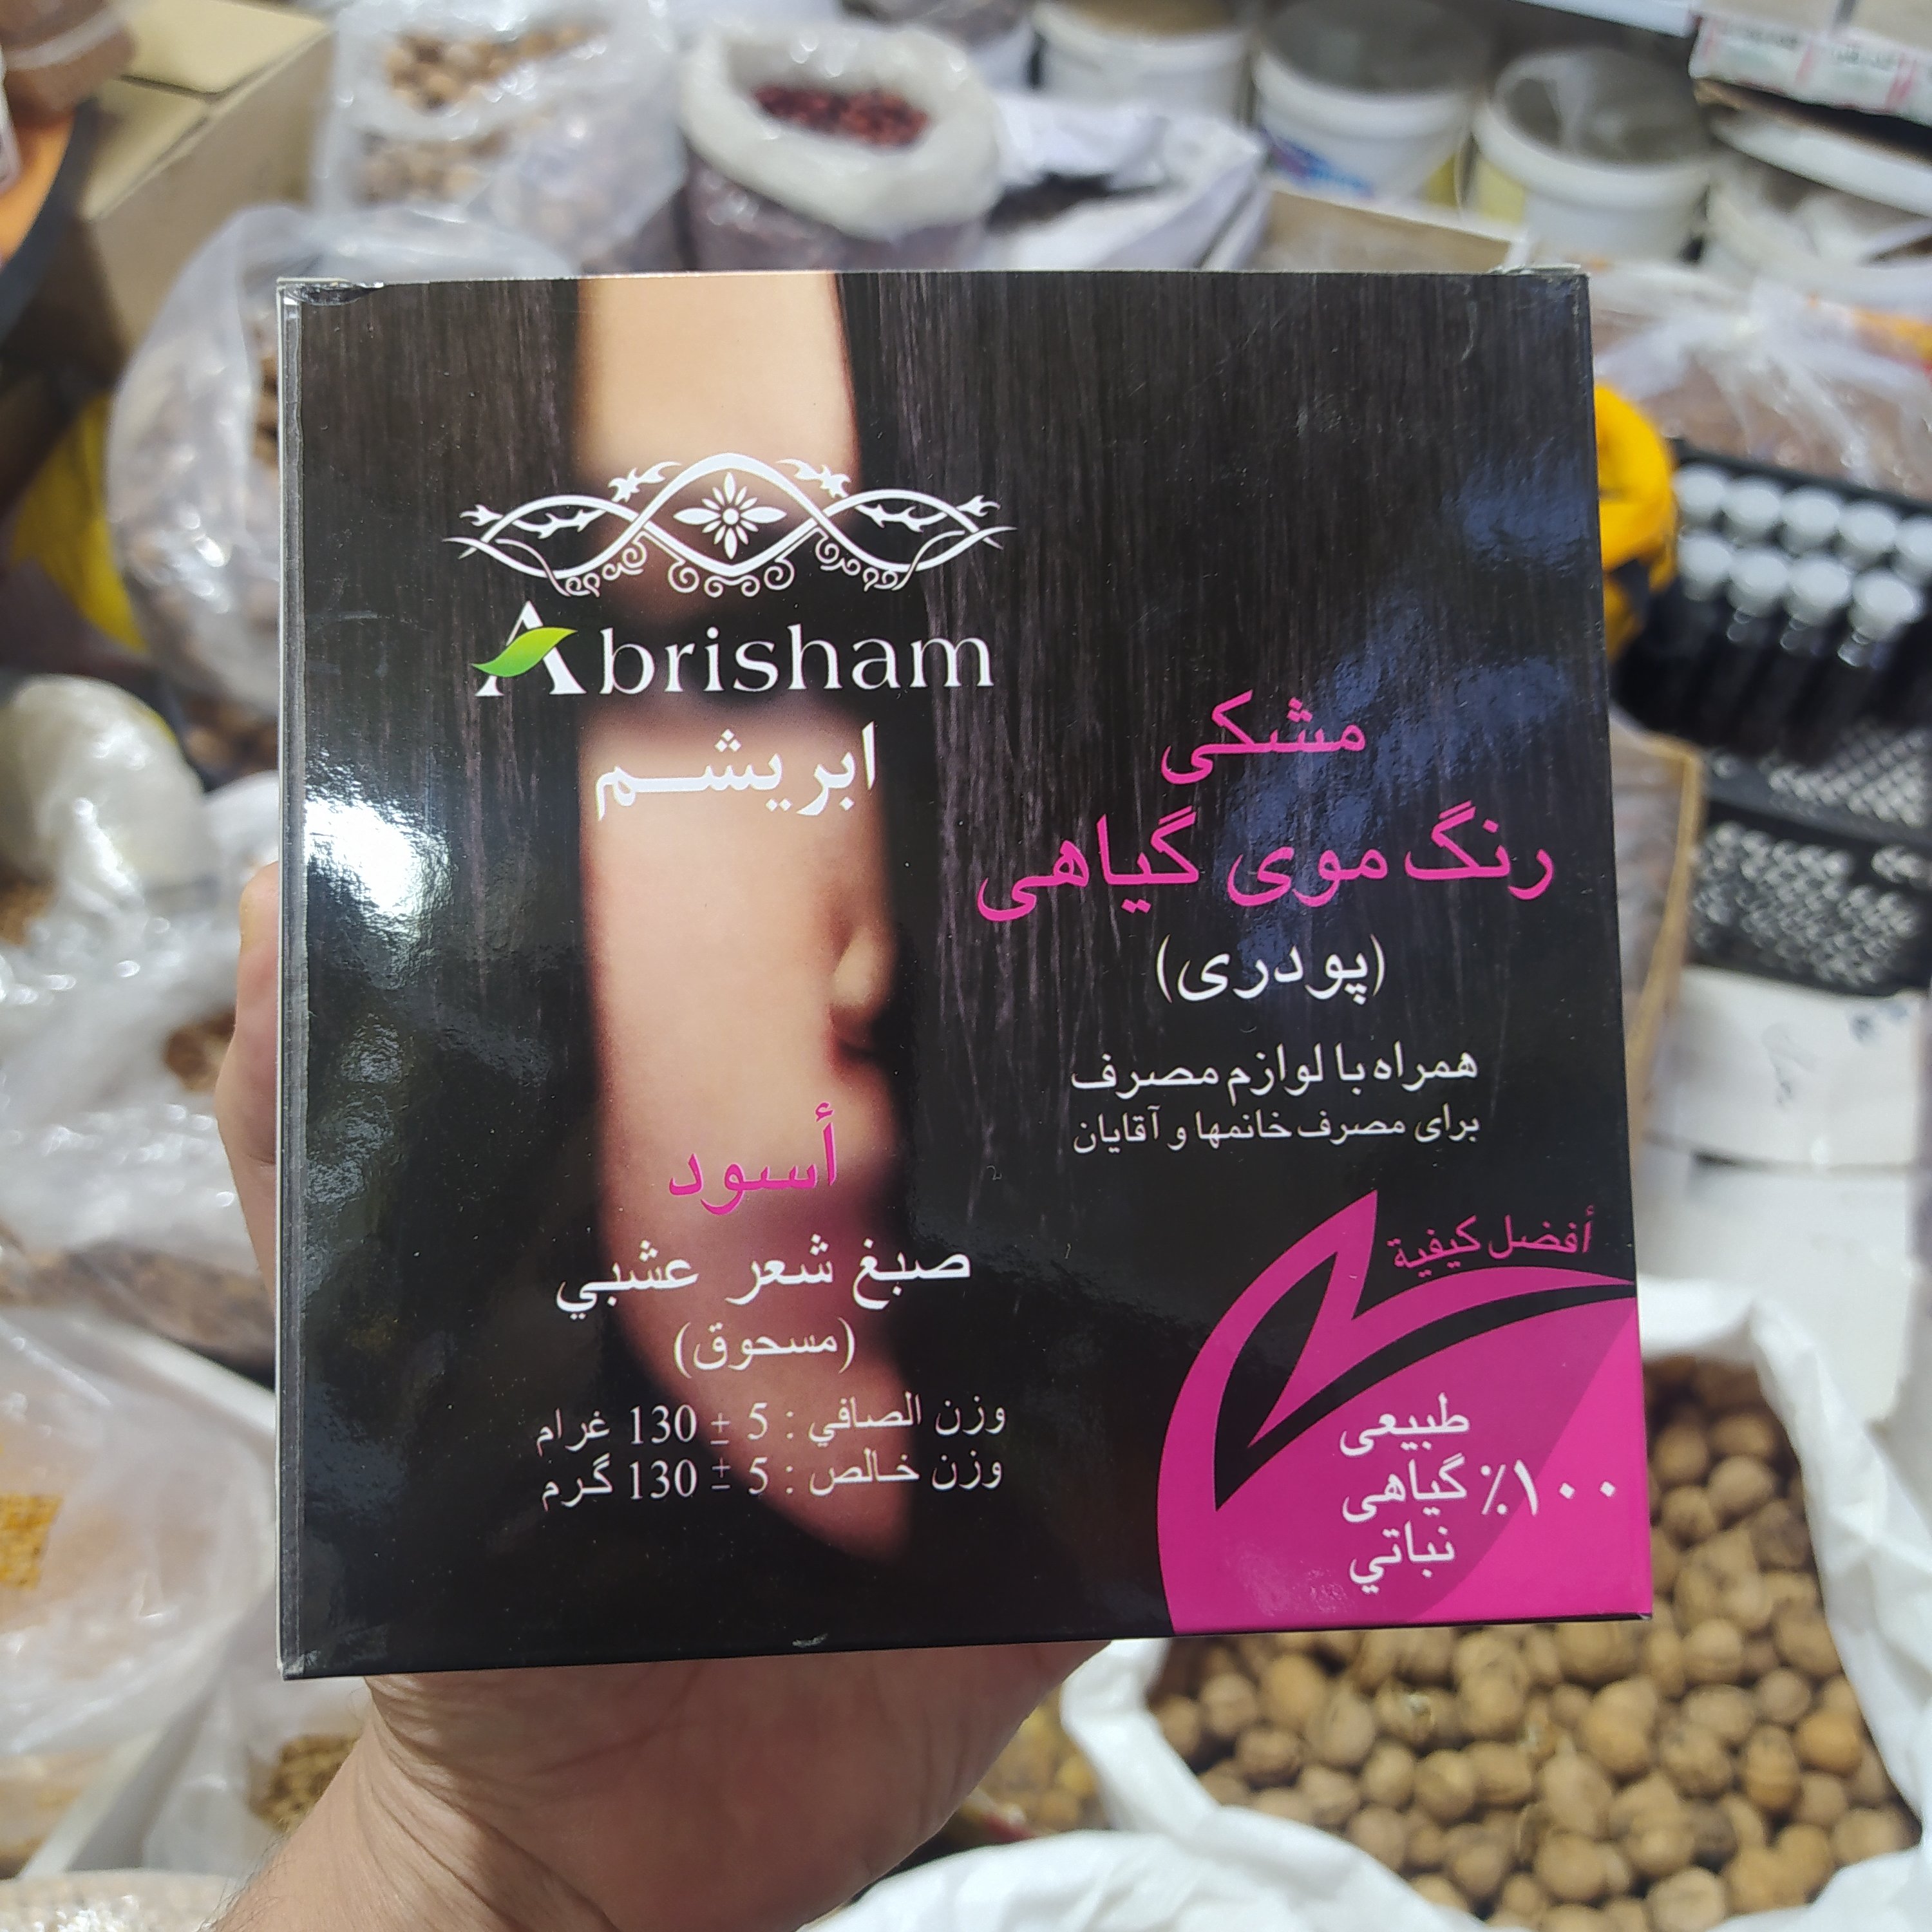 Abrisham
ابریشم
مشکی
رنگ موی گیاهی
(پودری)
همراه با لوازم مصرف
برای مصرف خانمها و آقایان
أسود
صبغ شعر عشبي
(مسحوق)
وزن الصافي : 5 ± 130 غرام
وزن خالص : 5 ± 130 گرم
أفضل كيفية
طبیعی
۱۰۰٪ گیاهی
نباتي